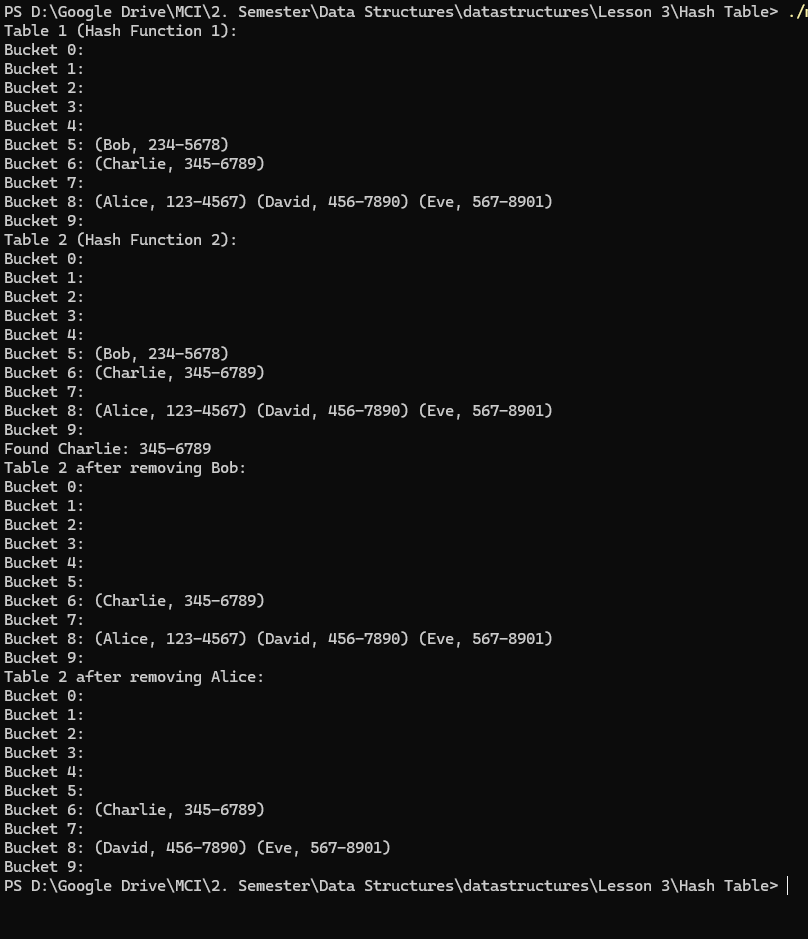 PS D:\Google Drive\MCI\2. Semester\Data Structures\datastructures\Lesson 3\Hash Table> ./
Table 1 (Hash Function 1):
Bucket 0:
Bucket 1:
Bucket 2:
Bucket 3:
Bucket 4:
Bucket 5: (Bob, 234-5678)
Bucket 6: (Charlie, 345-6789)
Bucket 7:
Bucket 8: (Alice, 123-4567) (David, 456-7890) (Eve, 567-8901)
Bucket 9:
Table 2 (Hash Function 2):
Bucket 0:
Bucket 1:
Bucket 2:
Bucket 3:
Bucket 4:
Bucket 5: (Bob, 234-5678)
Bucket 6: (Charlie, 345-6789)
Bucket 7:
Bucket 8: (Alice, 123-4567) (David, 456-7890) (Eve, 567-8901)
Bucket 9:
Found Charlie: 345-6789
Table 2 after removing Bob:
Bucket 0:
Bucket 1:
Bucket 2:
Bucket 3:
Bucket 4:
Bucket 5:
Bucket 6: (Charlie, 345-6789)
Bucket 7:
Bucket 8: (Alice, 123-4567) (David, 456-7890) (Eve, 567-8901)
Bucket 9:
Table 2 after removing Alice:
Bucket 0:
Bucket 1:
Bucket 2:
Bucket 3:
Bucket 4:
Bucket 5:
Bucket 6: (Charlie, 345-6789)
Bucket 7:
Bucket 8: (David, 456-7890) (Eve, 567-8901)
Bucket 9:
PS D:\Google Drive\MCI\2. Semester\Data Structures\datastructures\Lesson 3\Hash Table>